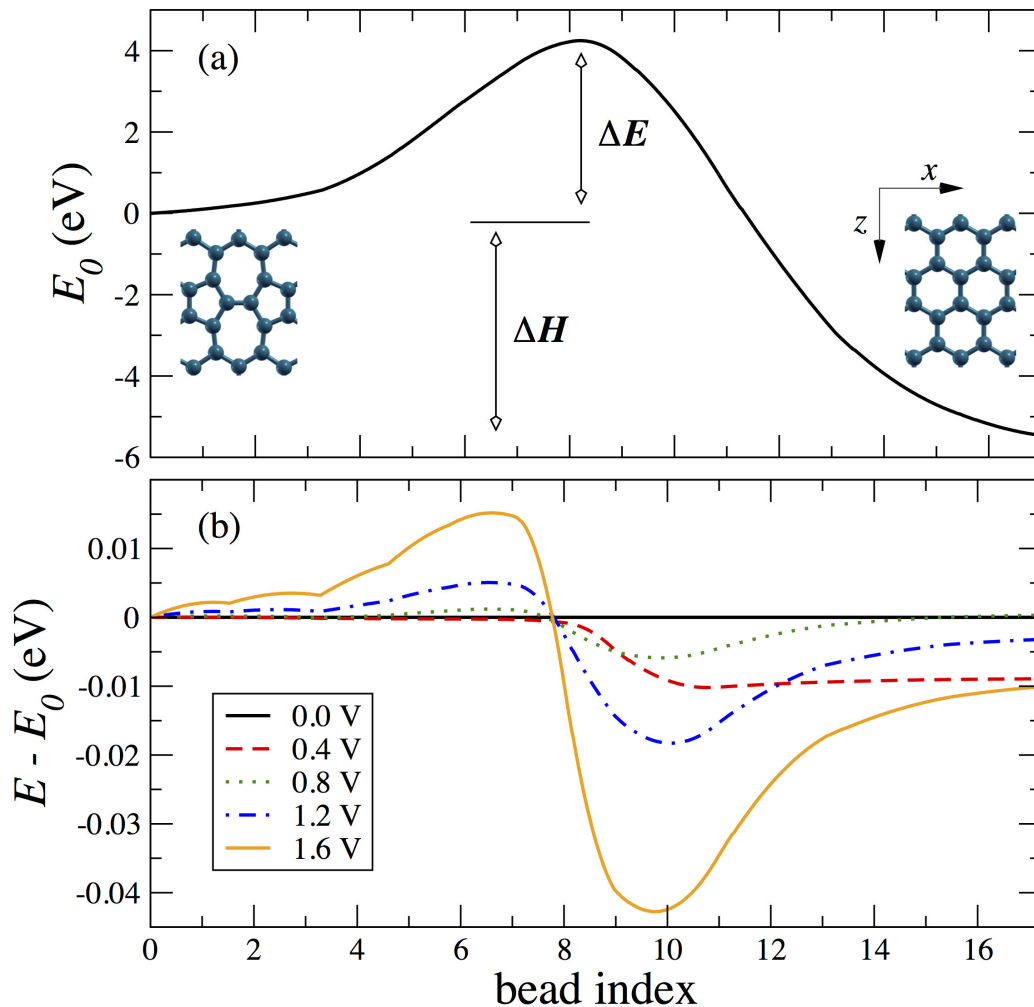 (a)
E0 (eV)
4
2
0
-2
-4
-6
ΔE
ΔH
x
z
(b)
E - E0 (eV)
0.01
0
-0.01
-0.02
-0.03
-0.04
0.0 V
0.4 V
0.8 V
1.2 V
1.6 V
0 2 4 6 8 10 12 14 16
bead index